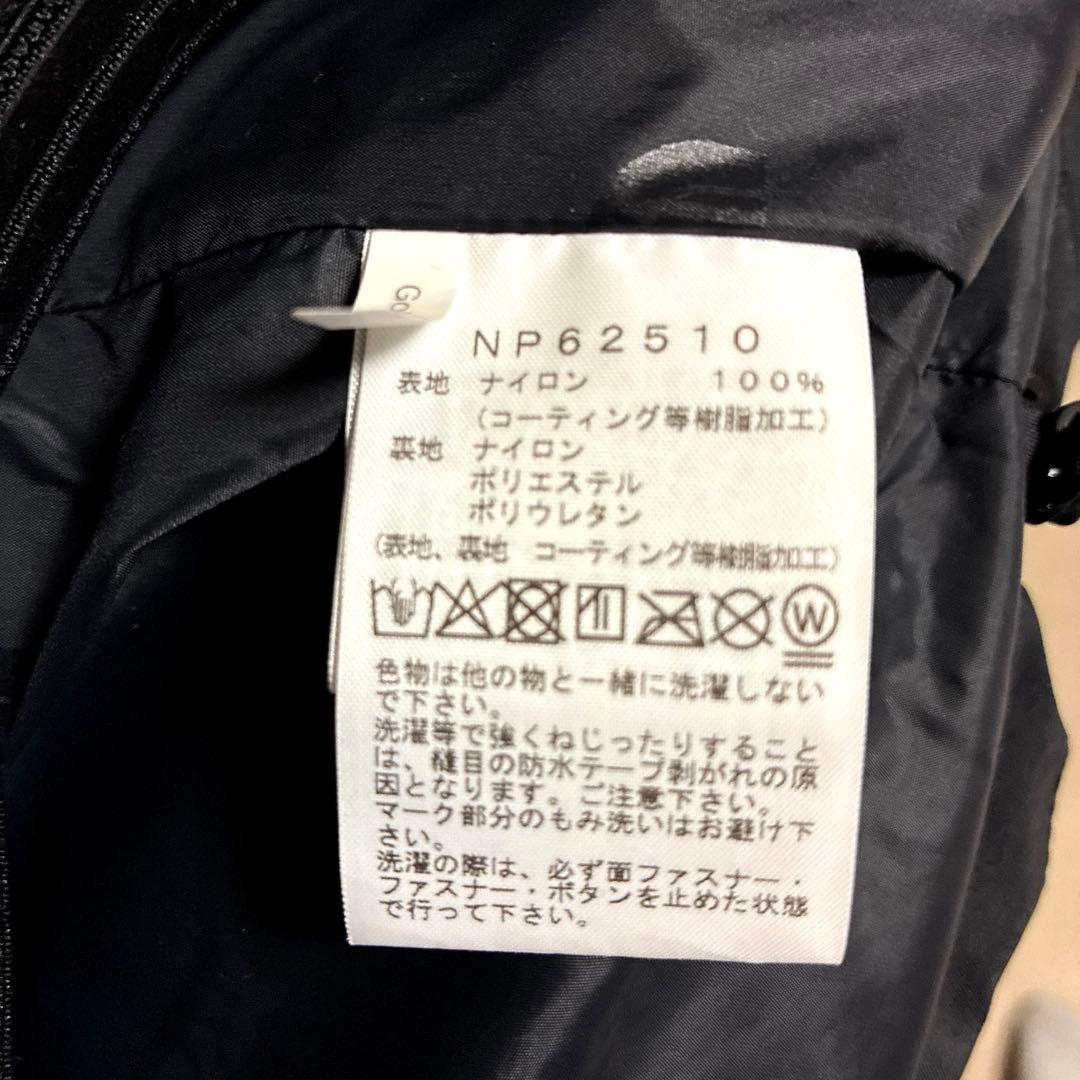 Go
NP62510
表地 ナイロン 100%
(コーティング等樹脂加工)
裏地 ナイロン
ポリエステル
ポリウレタン
(表地、裏地 コーティング等樹脂加工)
W
色物は他の物と一緒に洗濯しない
で下さい。
洗濯等で強くねじったりすること
は、縫目の防水テープ剥がれの原
因となります。ご注意下さい。
マーク部分のもみ洗いはお避け下
さい。
洗濯の際は、必ず面ファスナー・
ファスナー・ボタンを止めた状態
で行って下さい。